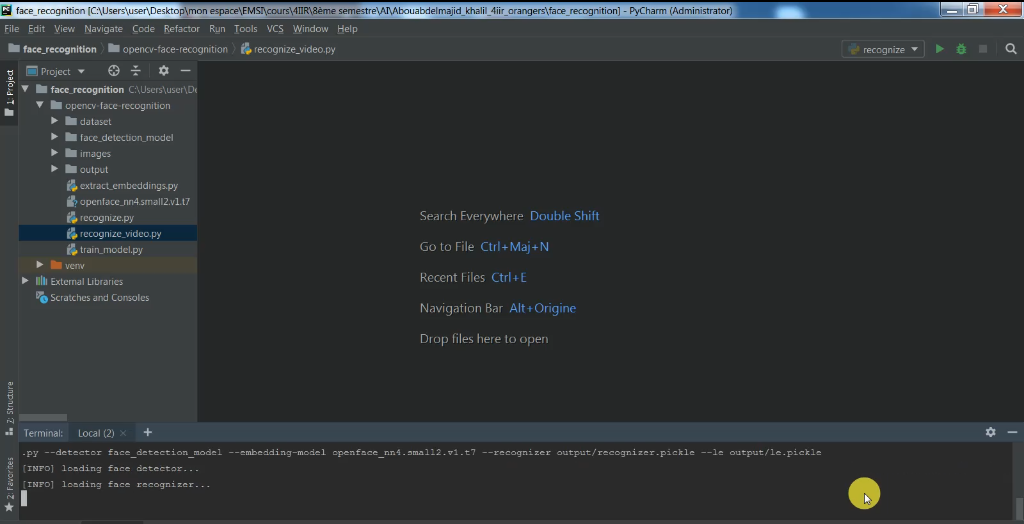 face_recognition [C:\Users\user\Desktop\mon espace\EMSI\cours\4IIR\8ème semestre\AI\Abouabdelmajid_khalil_4iir_orangers\face_recognition] - PyCharm (Administrator)
File Edit View Navigate Code Refactor Run Tools VCS Window Help
face_recognition opencv-face-recognition recognize_video.py recognize
1: Project
Project
face_recognition C:\Users\user\De
opencv-face-recognition
dataset
face_detection_model
images
output
extract_embeddings.py
openface_nn4.small2.v1.t7
recognize.py
recognize_video.py
train_model.py
venv
External Libraries
Scratches and Consoles
Search Everywhere Double Shift
Go to File Ctrl+Maj+N
Recent Files Ctrl+E
Navigation Bar Alt+Origine
Drop files here to open
2: Structure
2: Favorites
Terminal: Local (2) × +
.py --detector face_detection_model --embedding-model openface_nn4.small2.v1.t7 --recognizer output/recognizer.pickle --le output/le.pickle
[INFO] loading face detector...
[INFO] loading face recognizer...